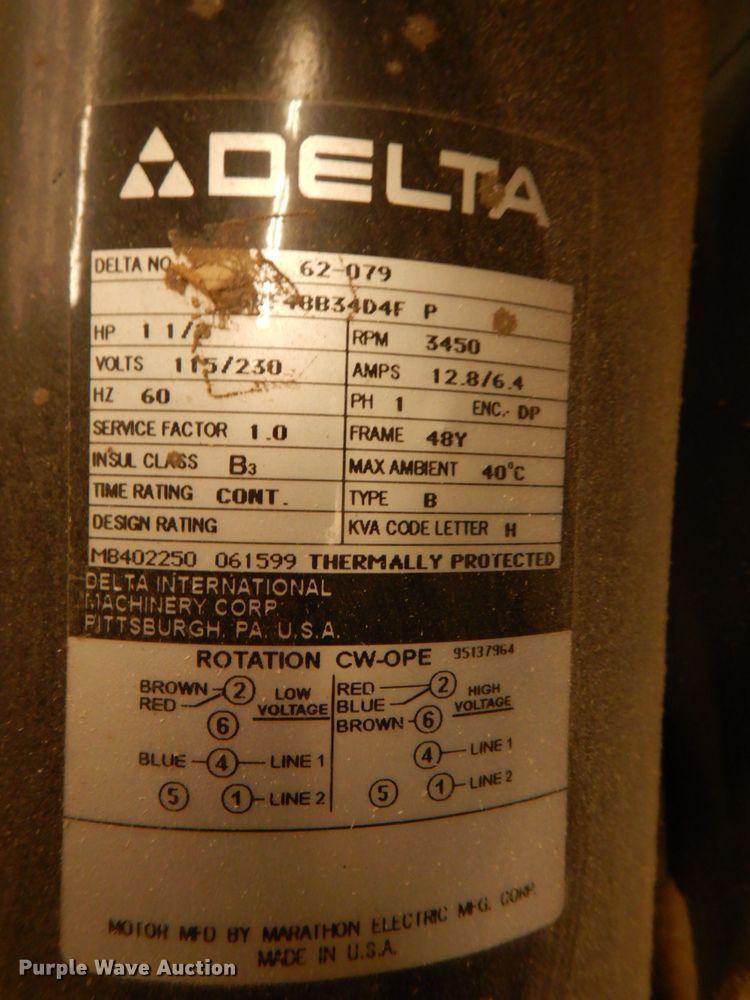 DELTA
DELTA NO 62-079
48B34D4F P
HP 1 1/ RPM 3450
VOLTS 115/230 AMPS 12.8/6.4
HZ 60 PH 1 ENC.- DP
SERVICE FACTOR 1.0 FRAME 48Y
INSUL CLASS B3 MAX AMBIENT 40°C
TIME RATING CONT. TYPE B
DESIGN RATING KVA CODE LETTER H
MB402250 061599 THERMALLY PROTECTED
DELTA INTERNATIONAL
MACHINERY CORP.
PITTSBURGH, PA. U.S.A.
ROTATION CW-OPE 95137964
BROWN 2 LOW VOLTAGE
RED
6
BLUE 4 LINE 1
5 1 LINE 2
RED 2 HIGH VOLTAGE
BLUE
BROWN 6
4 LINE 1
5 1 LINE 2
MOTOR MFD BY MARATHON ELECTRIC MFG. CORP.
MADE IN U.S.A.
Purple Wave Auction